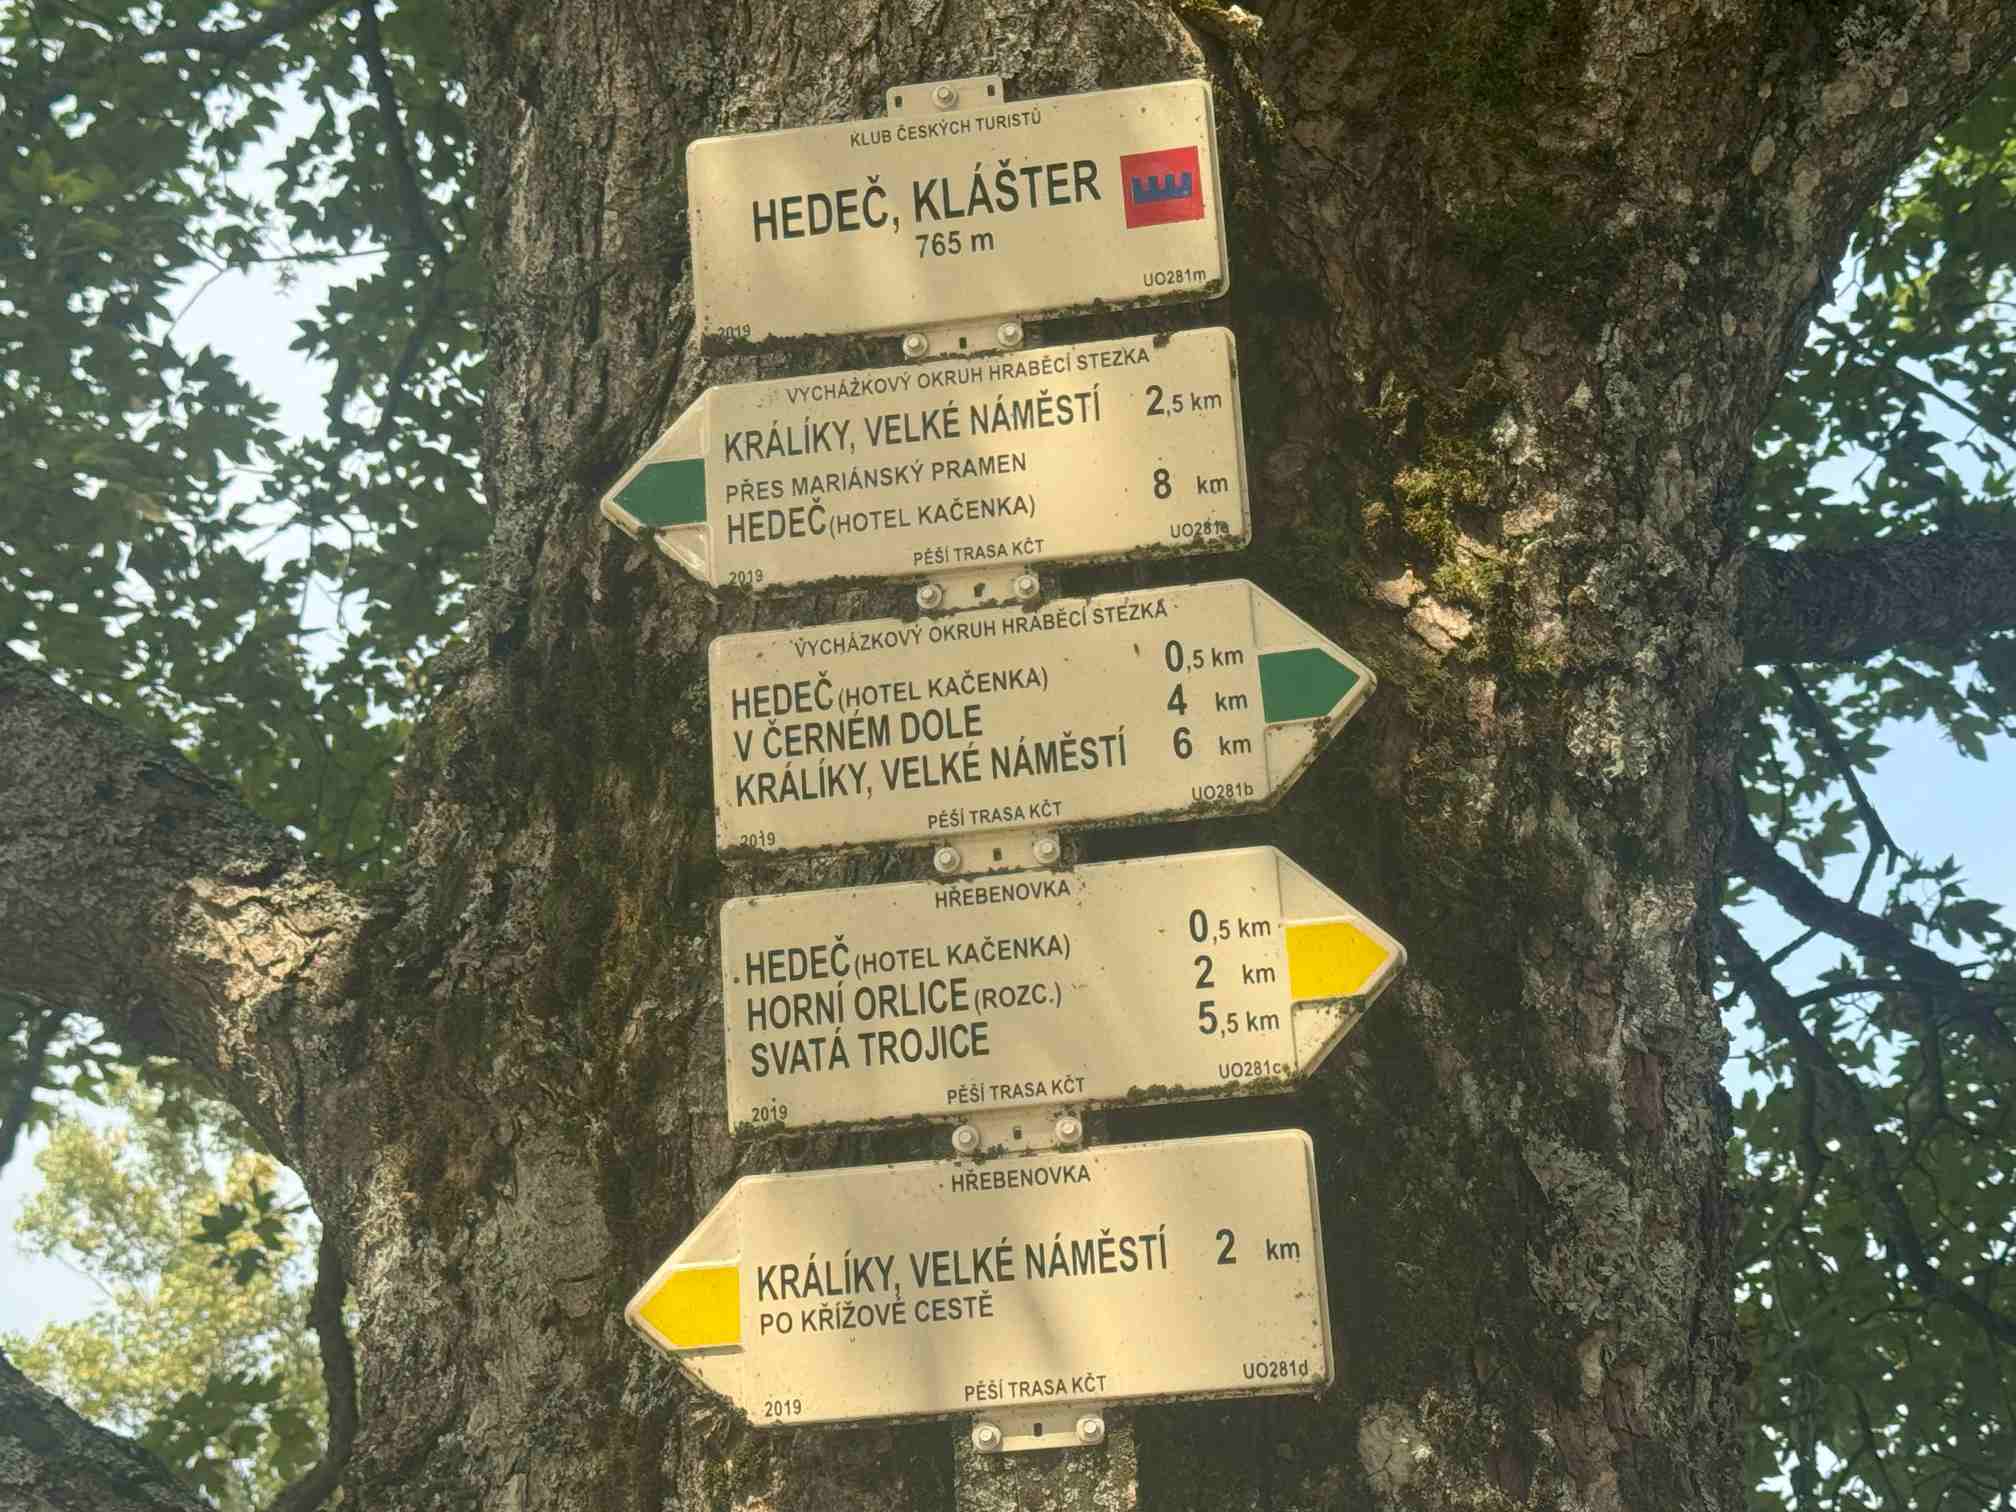 KLUB ČESKÝCH TURISTŮ
HEDEČ, KLÁŠTER
765 m
UO281m
2019
VYCHÁZKOVÝ OKRUH HRABĚCÍ STEZKA
KRÁLÍKY, VELKÉ NÁMĚSTÍ 2,5 km
PŘES MARIÁNSKÝ PRAMEN
HEDEČ (HOTEL KAČENKA) 8 km
UO281a
2019 PĚŠÍ TRASA KČT
VYCHÁZKOVÝ OKRUH HRABĚCÍ STEZKA
HEDEČ (HOTEL KAČENKA) 0,5 km
V ČERNÉM DOLE 4 km
KRÁLÍKY, VELKÉ NÁMĚSTÍ 6 km
UO281b
2019 PĚŠÍ TRASA KČT
HŘEBENOVKA
HEDEČ (HOTEL KAČENKA) 0,5 km
HORNÍ ORLICE (ROZC.) 2 km
SVATÁ TROJICE 5,5 km
UO281c
2019 PĚŠÍ TRASA KČT
HŘEBENOVKA
KRÁLÍKY, VELKÉ NÁMĚSTÍ 2 km
PO KŘÍŽOVÉ CESTĚ
UO281d
2019 PĚŠÍ TRASA KČT